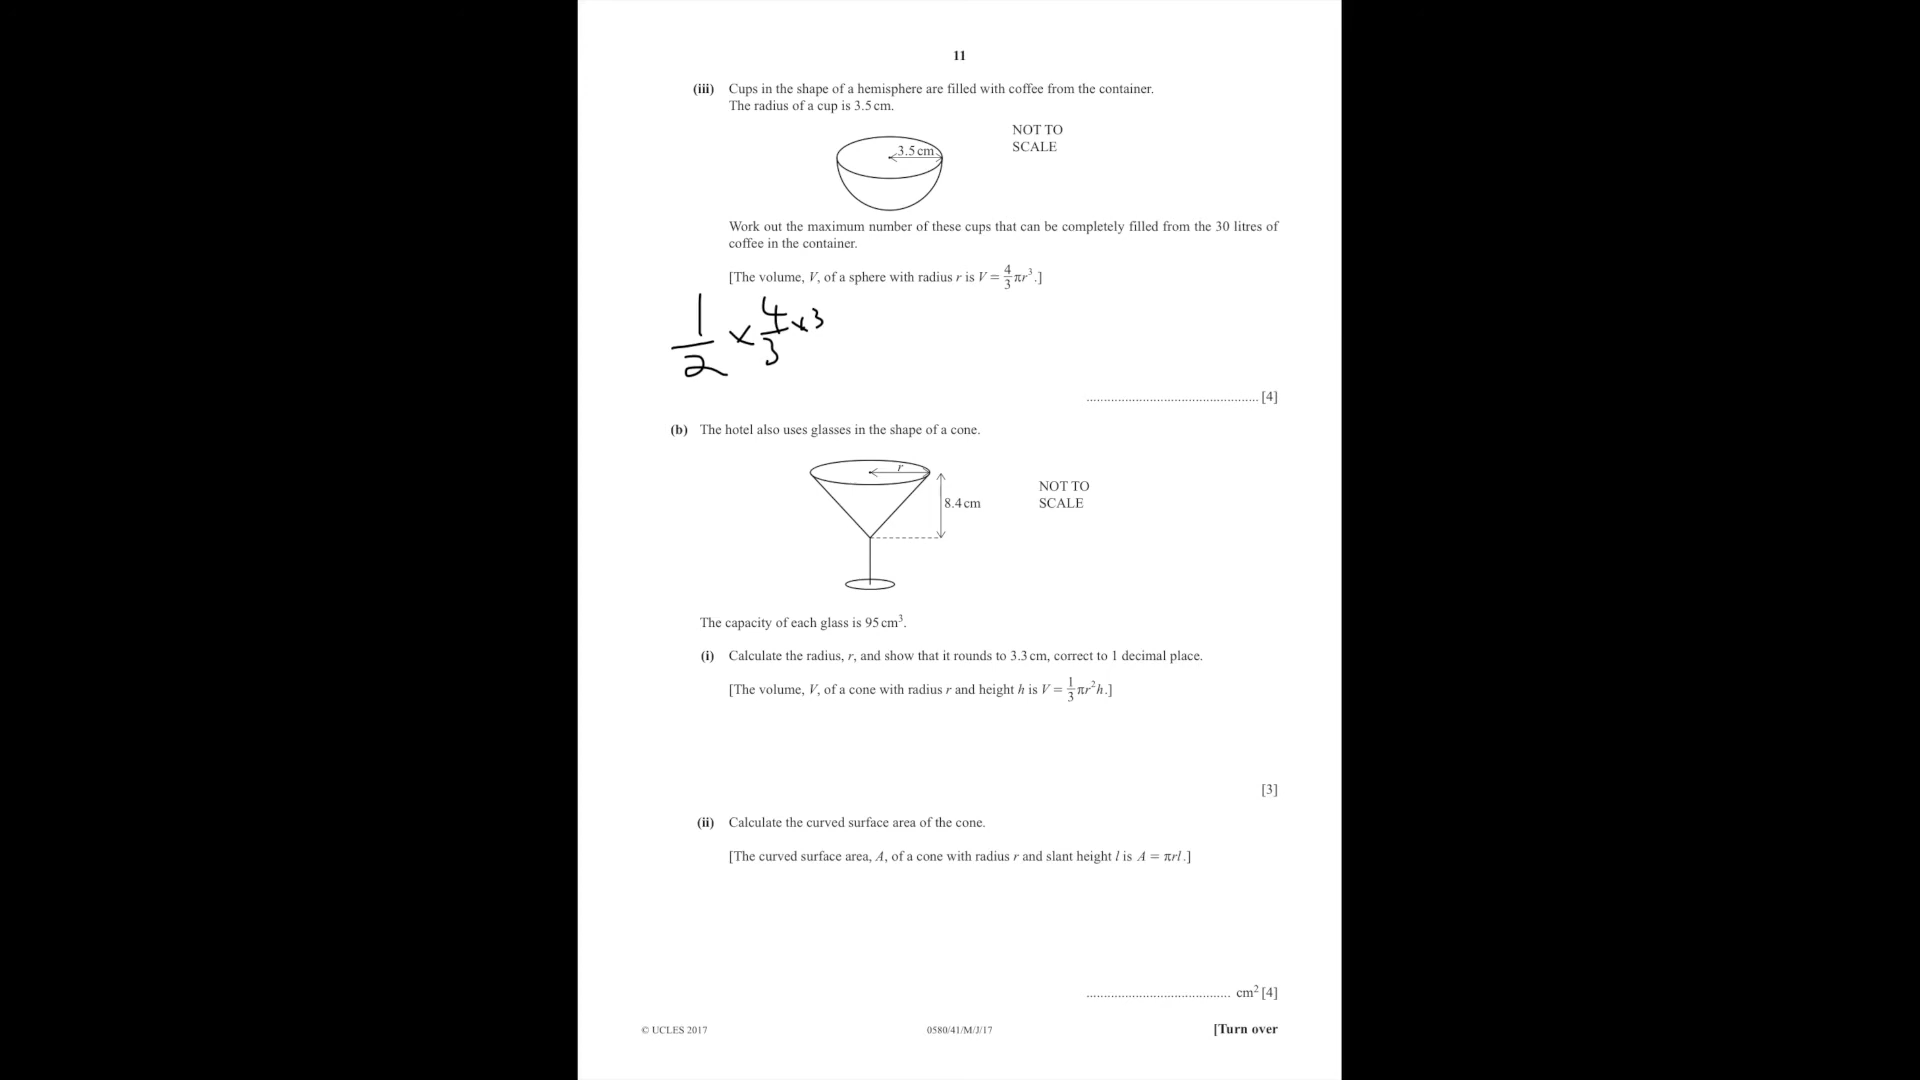 11
(iii) Cups in the shape of a hemisphere are filled with coffee from the container.
The radius of a cup is 3.5 cm.
NOT TO
SCALE
3.5 cm
Work out the maximum number of these cups that can be completely filled from the 30 litres of
coffee in the container.
[The volume, V, of a sphere with radius r is V = 4/3 πr³.]
1/2 × 4/3 × 3
................................................. [4]
(b) The hotel also uses glasses in the shape of a cone.
r
8.4 cm
NOT TO
SCALE
The capacity of each glass is 95 cm³.
(i) Calculate the radius, r, and show that it rounds to 3.3 cm, correct to 1 decimal place.
[The volume, V, of a cone with radius r and height h is V = 1/3 πr²h.]
[3]
(ii) Calculate the curved surface area of the cone.
[The curved surface area, A, of a cone with radius r and slant height l is A = πrl.]
......................................... cm² [4]
© UCLES 2017
0580/41/M/J/17
[Turn over